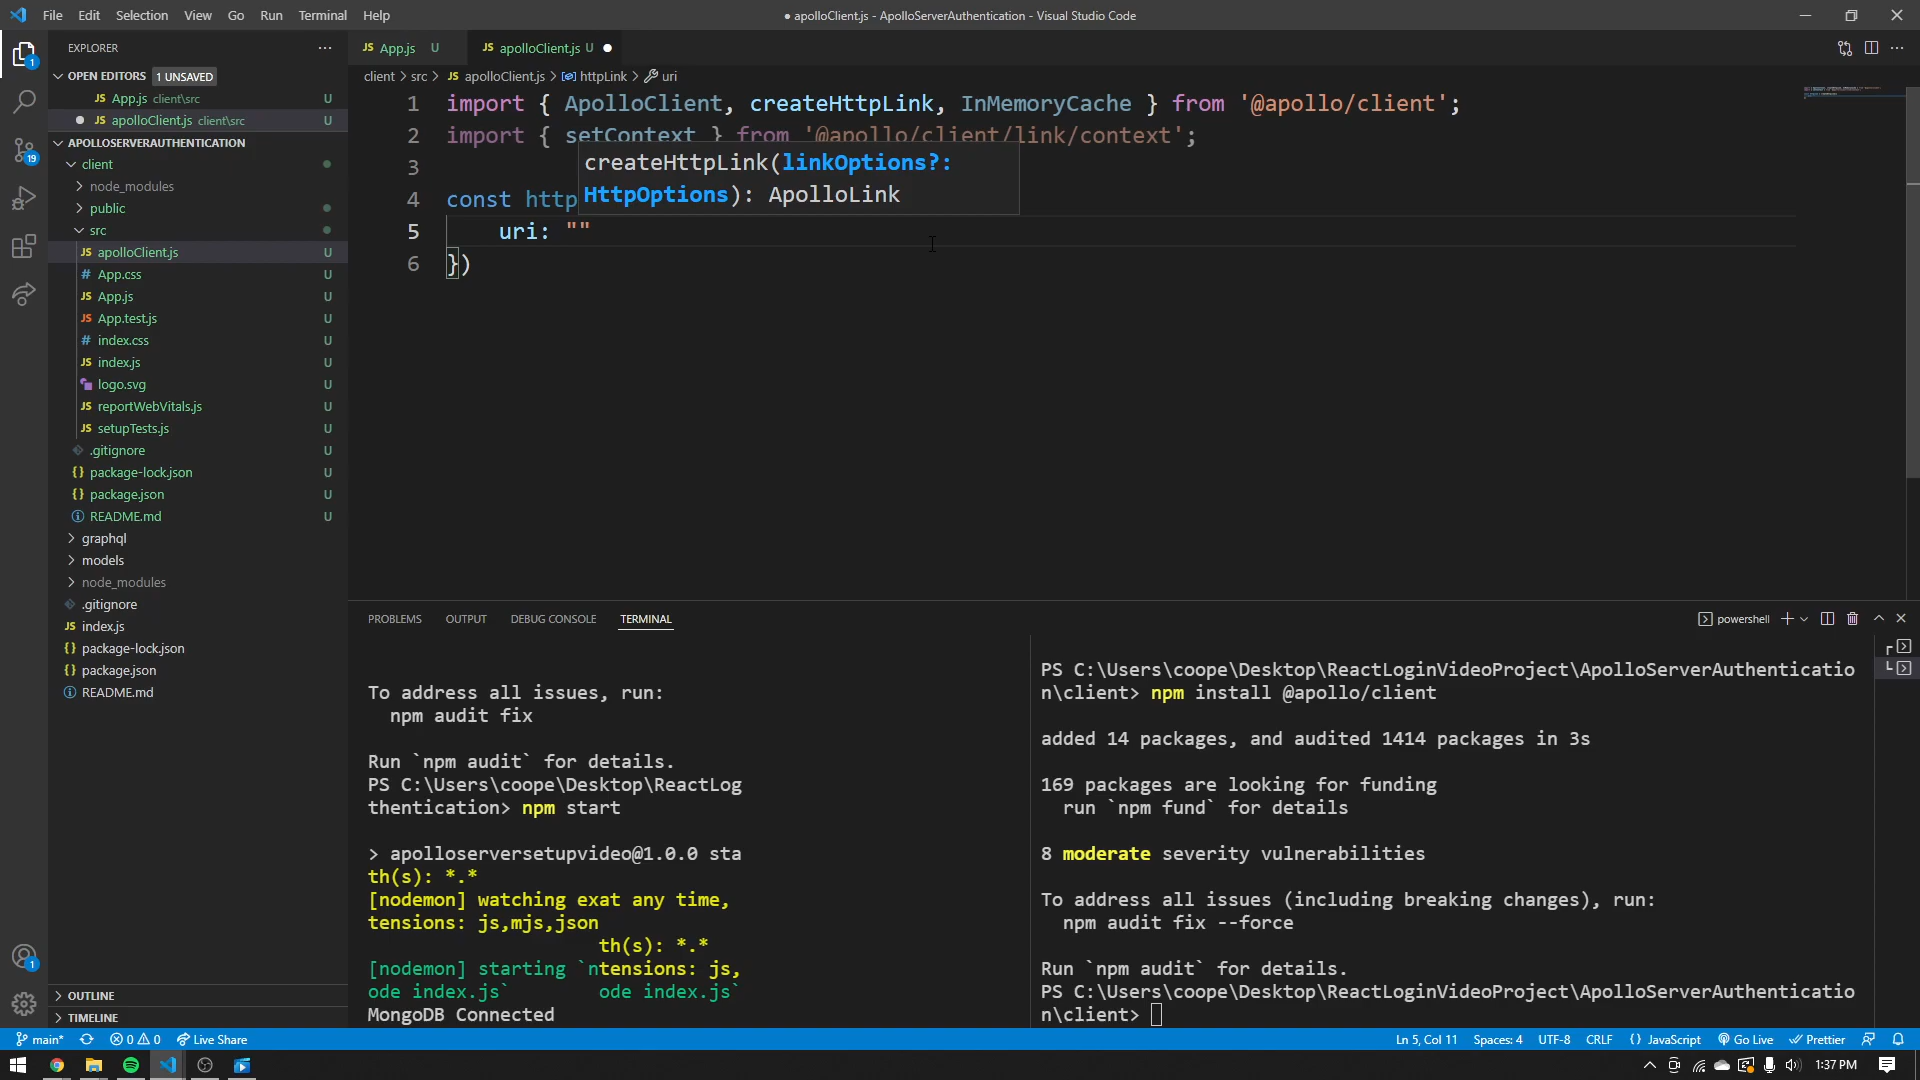 File Edit Selection View Go Run Terminal Help
● apolloClient.js - ApolloServerAuthentication - Visual Studio Code
EXPLORER
OPEN EDITORS 1 UNSAVED
App.js client\src U
apolloClient.js client\src U
APOLLOSERVERAUTHENTICATION
client
node_modules
public
src
JS apolloClient.js U
# App.css U
JS App.js U
JS App.test.js U
# index.css U
JS index.js U
logo.svg U
JS reportWebVitals.js U
JS setupTests.js U
.gitignore U
{} package-lock.json U
{} package.json U
README.md U
graphql
models
node_modules
.gitignore
JS index.js
{} package-lock.json
{} package.json
README.md
OUTLINE
TIMELINE
1
19
1
JS App.js U
JS apolloClient.js U
client > src > JS apolloClient.js > httpLink > uri
1 import { ApolloClient, createHttpLink, InMemoryCache } from '@apollo/client';
2 import { setContext } from '@apollo/client/link/context';
3
createHttpLink(linkOptions?:
HttpOptions): ApolloLink
4 const http
5 uri: ""
6 })
PROBLEMS OUTPUT DEBUG CONSOLE TERMINAL
powershell
To address all issues, run:
npm audit fix
Run `npm audit` for details.
PS C:\Users\coope\Desktop\ReactLog
thentication> npm start
> apolloserversetupvideo@1.0.0 sta
th(s): *.*
[nodemon] watching exat any time,
tensions: js,mjs,json
th(s): *.*
[nodemon] starting `ntensions: js,
ode index.js` ode index.js`
MongoDB Connected
PS C:\Users\coope\Desktop\ReactLoginVideoProject\ApolloServerAuthenticatio
n\client> npm install @apollo/client
added 14 packages, and audited 1414 packages in 3s
169 packages are looking for funding
run `npm fund` for details
8 moderate severity vulnerabilities
To address all issues (including breaking changes), run:
npm audit fix --force
Run `npm audit` for details.
PS C:\Users\coope\Desktop\ReactLoginVideoProject\ApolloServerAuthenticatio
n\client>
main* 0 0 Live Share
Ln 5, Col 11 Spaces: 4 UTF-8 CRLF {} JavaScript Go Live Prettier
1:37 PM